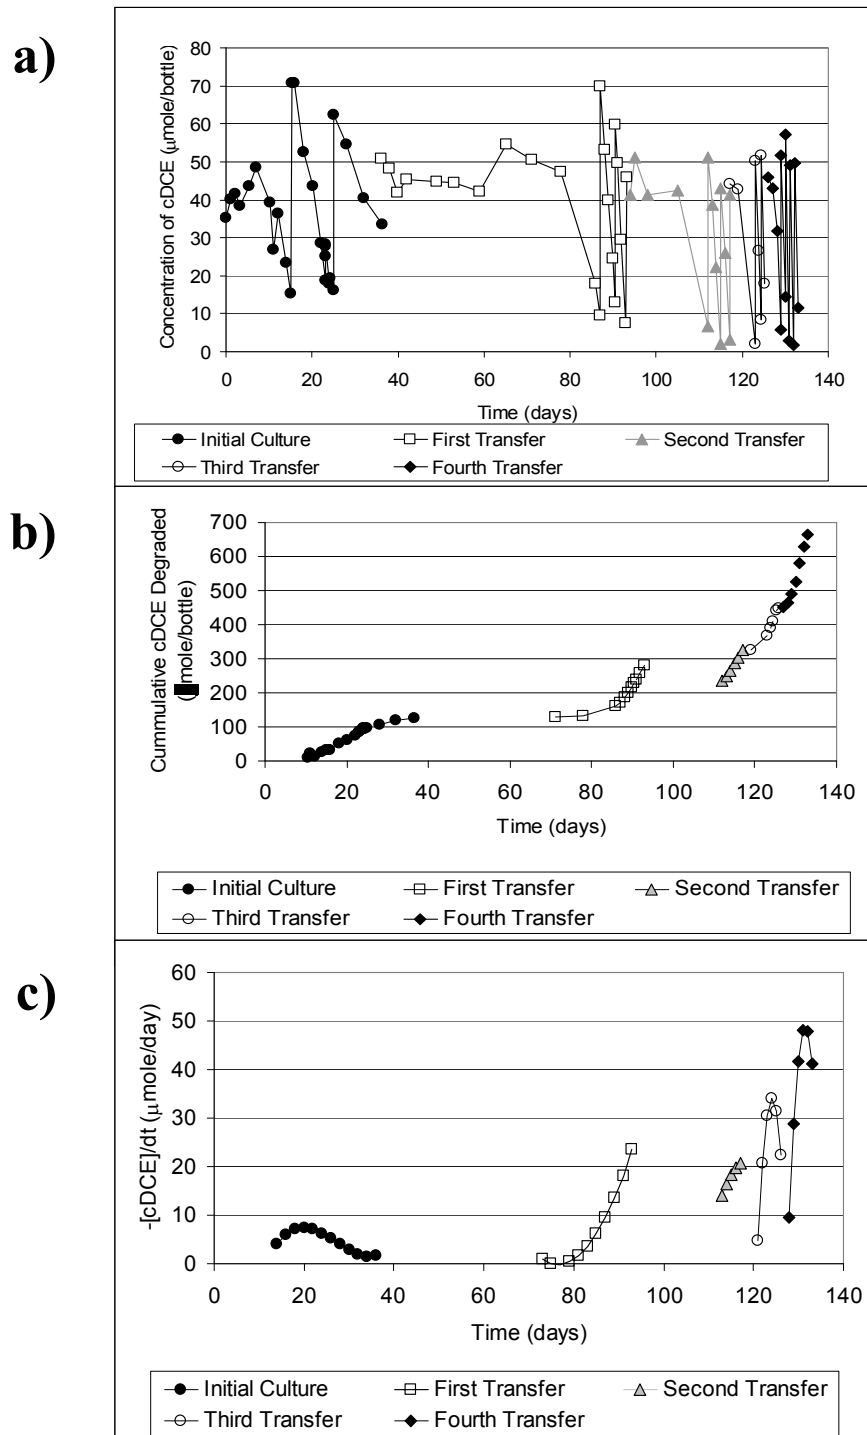 a)
Concentration of cDCE (μmole/bottle)
80
70
60
50
40
30
20
10
0
0 20 40 60 80 100 120 140
Time (days)
Initial Culture First Transfer Second Transfer
Third Transfer Fourth Transfer
b)
Cummulative cDCE Degraded
(mole/bottle)
700
600
500
400
300
200
100
0
0 20 40 60 80 100 120 140
Time (days)
Initial Culture First Transfer Second Transfer
Third Transfer Fourth Transfer
c)
-[cDCE]/dt (μmole/day)
60
50
40
30
20
10
0
0 20 40 60 80 100 120 140
Time (days)
Initial Culture First Transfer Second Transfer
Third Transfer Fourth Transfer